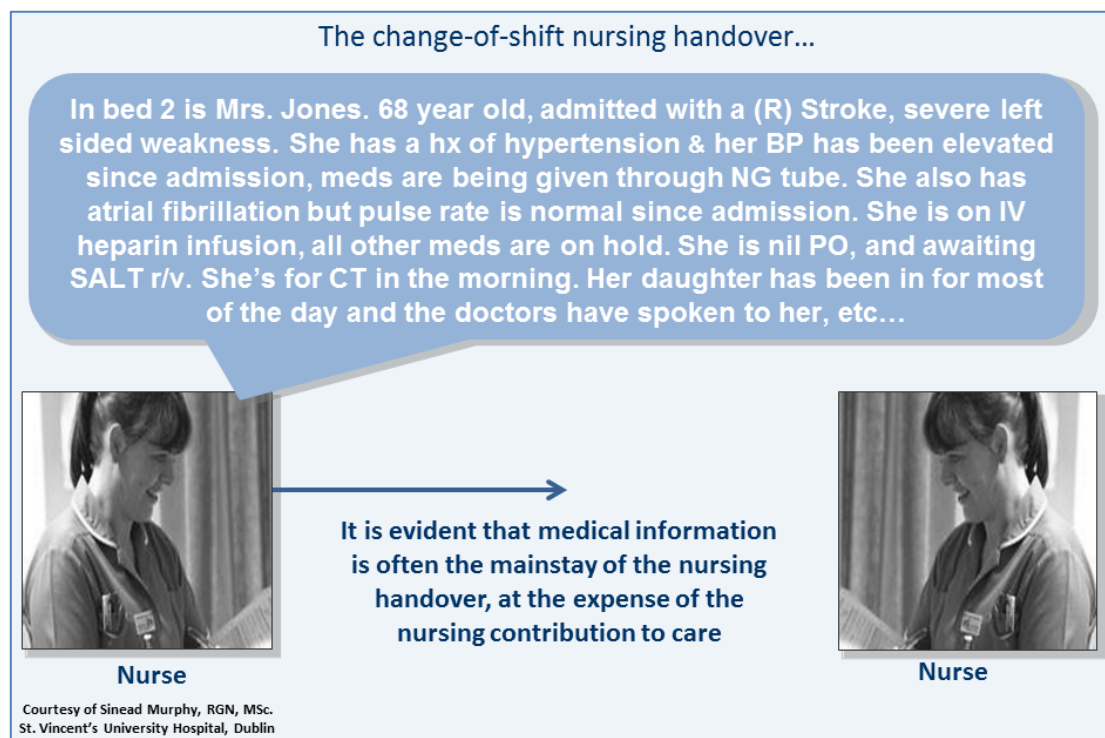 The change-of-shift nursing handover...
In bed 2 is Mrs. Jones. 68 year old, admitted with a (R) Stroke, severe left
sided weakness. She has a hx of hypertension & her BP has been elevated
since admission, meds are being given through NG tube. She also has
atrial fibrillation but pulse rate is normal since admission. She is on IV
heparin infusion, all other meds are on hold. She is nil PO, and awaiting
SALT r/v. She's for CT in the morning. Her daughter has been in for most
of the day and the doctors have spoken to her, etc...
It is evident that medical information
is often the mainstay of the nursing
handover, at the expense of the
nursing contribution to care
Nurse
Nurse
Courtesy of Sinead Murphy, RGN, MSc.
St. Vincent's University Hospital, Dublin